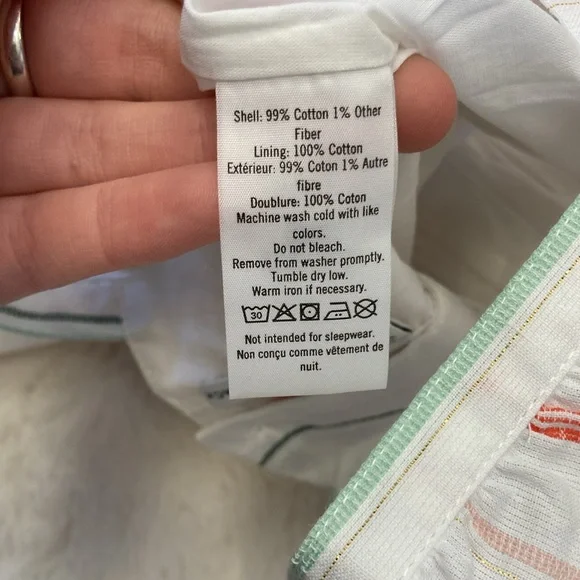 Shell: 99% Cotton 1% Other
Fiber
Lining: 100% Cotton
Extérieur: 99% Coton 1% Autre
fibre
Doublure: 100% Coton
Machine wash cold with like
colors.
Do not bleach.
Remove from washer promptly.
Tumble dry low.
Warm iron if necessary.
30
Not intended for sleepwear.
Non conçu comme vêtement de
nuit.